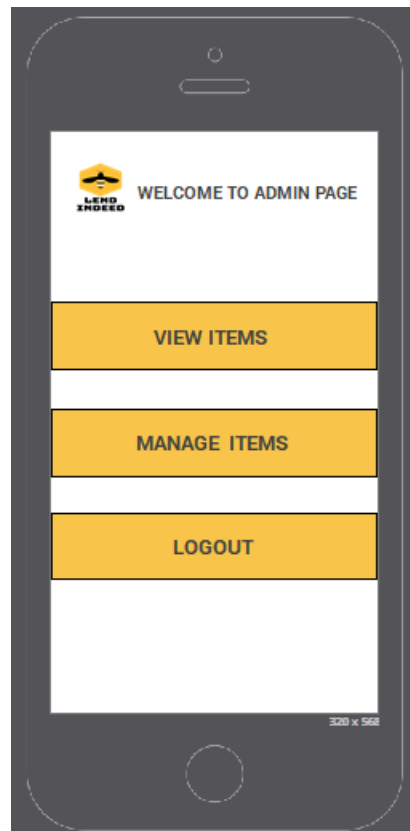 LEND
INDEED
WELCOME TO ADMIN PAGE
VIEW ITEMS
MANAGE ITEMS
LOGOUT
320 x 568